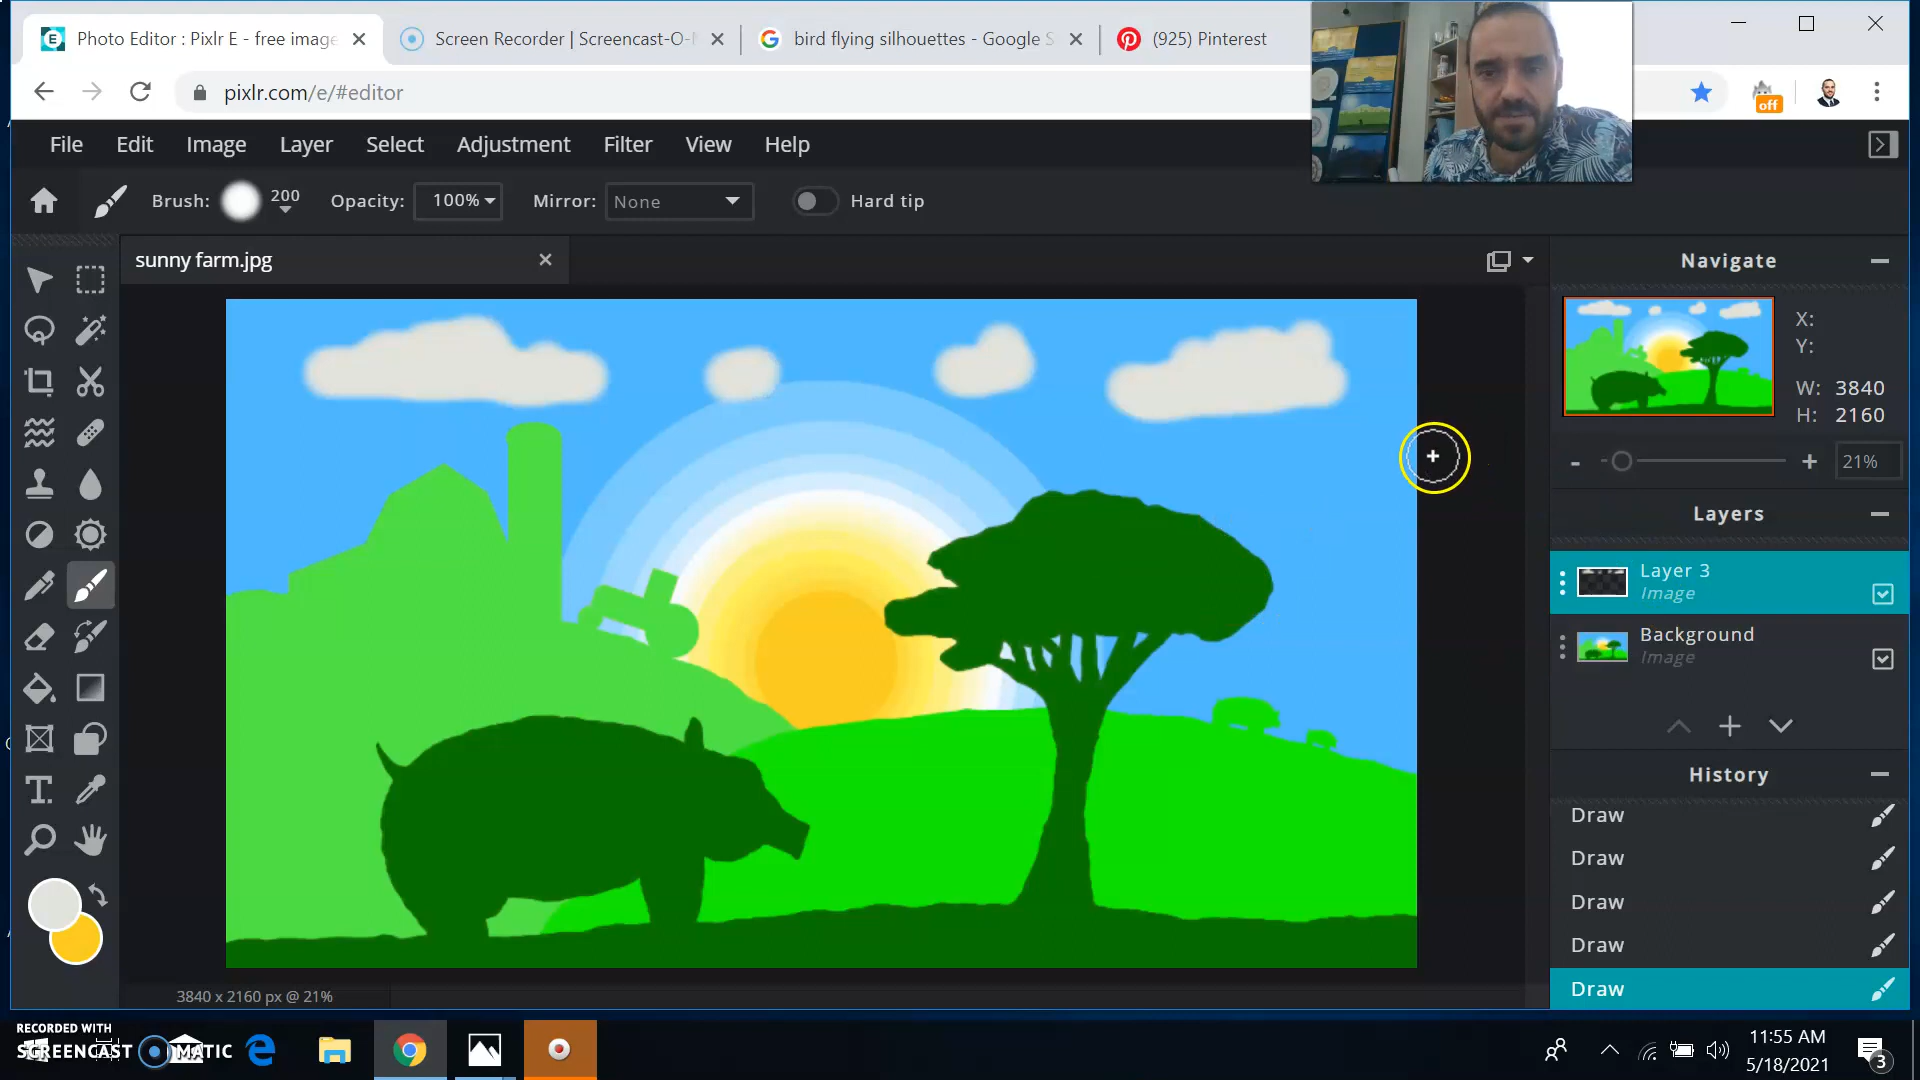 Photo Editor : Pixlr E - free image
Screen Recorder | Screencast-O-
bird flying silhouettes - Google S
(925) Pinterest
pixlr.com/e/#editor
off
File Edit Image Layer Select Adjustment Filter View Help
Brush: 200 Opacity: 100% Mirror: None Hard tip
sunny farm.jpg
Navigate
X:
Y:
W: 3840
H: 2160
- + 21%
Layers
Layer 3
Image
Background
Image
History
Draw
Draw
Draw
Draw
Draw
3840 x 2160 px @ 21%
RECORDED WITH
SCREENCAST MATIC
11:55 AM
5/18/2021
3